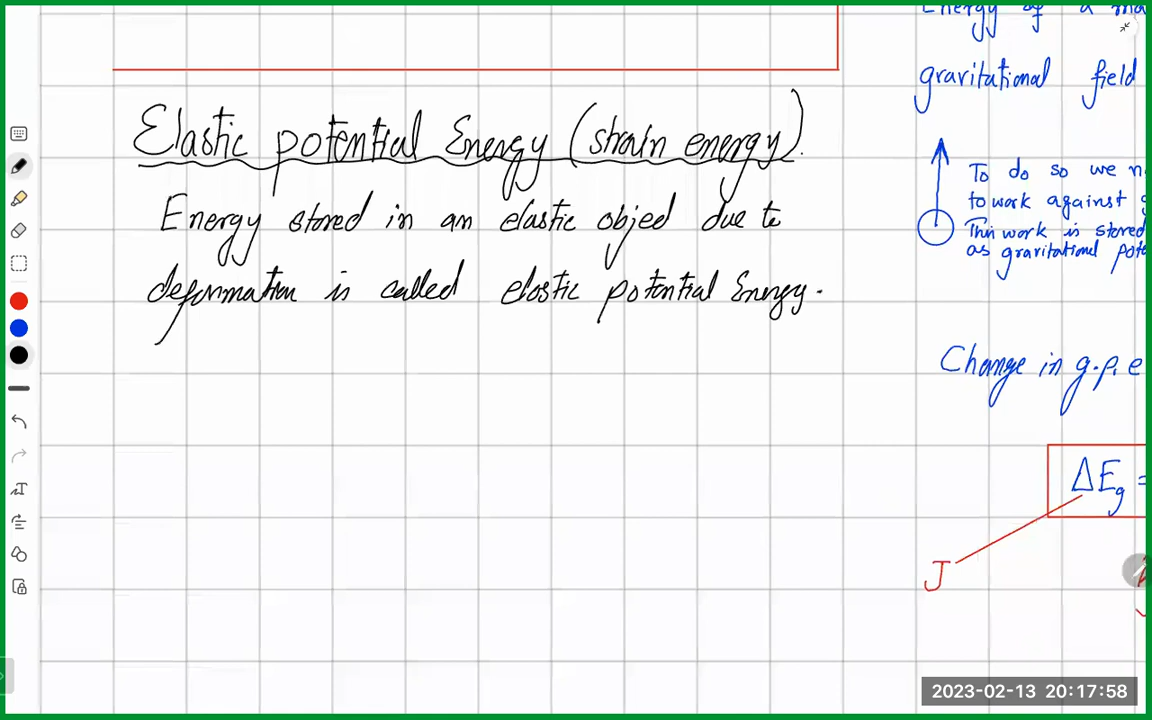 Elastic potential Energy (strain energy).
Energy stored in an elastic object due to
deformation is called elastic potential Energy.
Energy of a
gravitational field
To do so we
to work against
This work is stored
as gravitational
Change in g.p.e
ΔEg =
J
2023-02-13 20:17:58